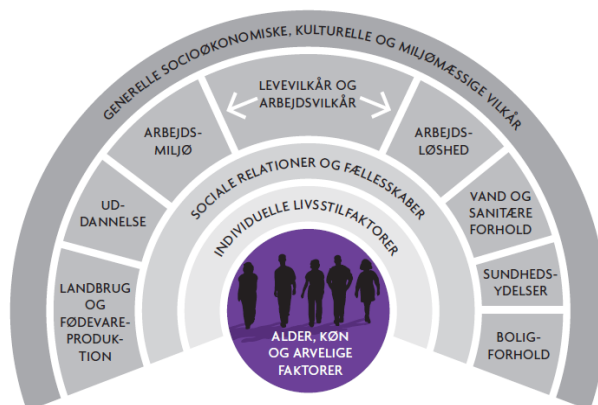 GENERELLE SOCIOØKONOMISKE, KULTURELLE OG MILJØMÆSSIGE VILKÅR
LEVEVILKÅR OG
ARBEJDSVILKÅR
ARBEJDS-
MILJØ
ARBEJDS-
LØSHED
UD-
DANNELSE
VAND OG
SANITÆRE
FORHOLD
LANDBRUG
OG
FØDEVARE-
PRODUK-
TION
SUNDHEDS-
YDELSER
BOLIG-
FORHOLD
SOCIALE RELATIONER OG FÆLLESSKABER
INDIVIDUELLE LIVSSTILFAKTORER
ALDER, KØN
OG ARVELIGE
FAKTORER